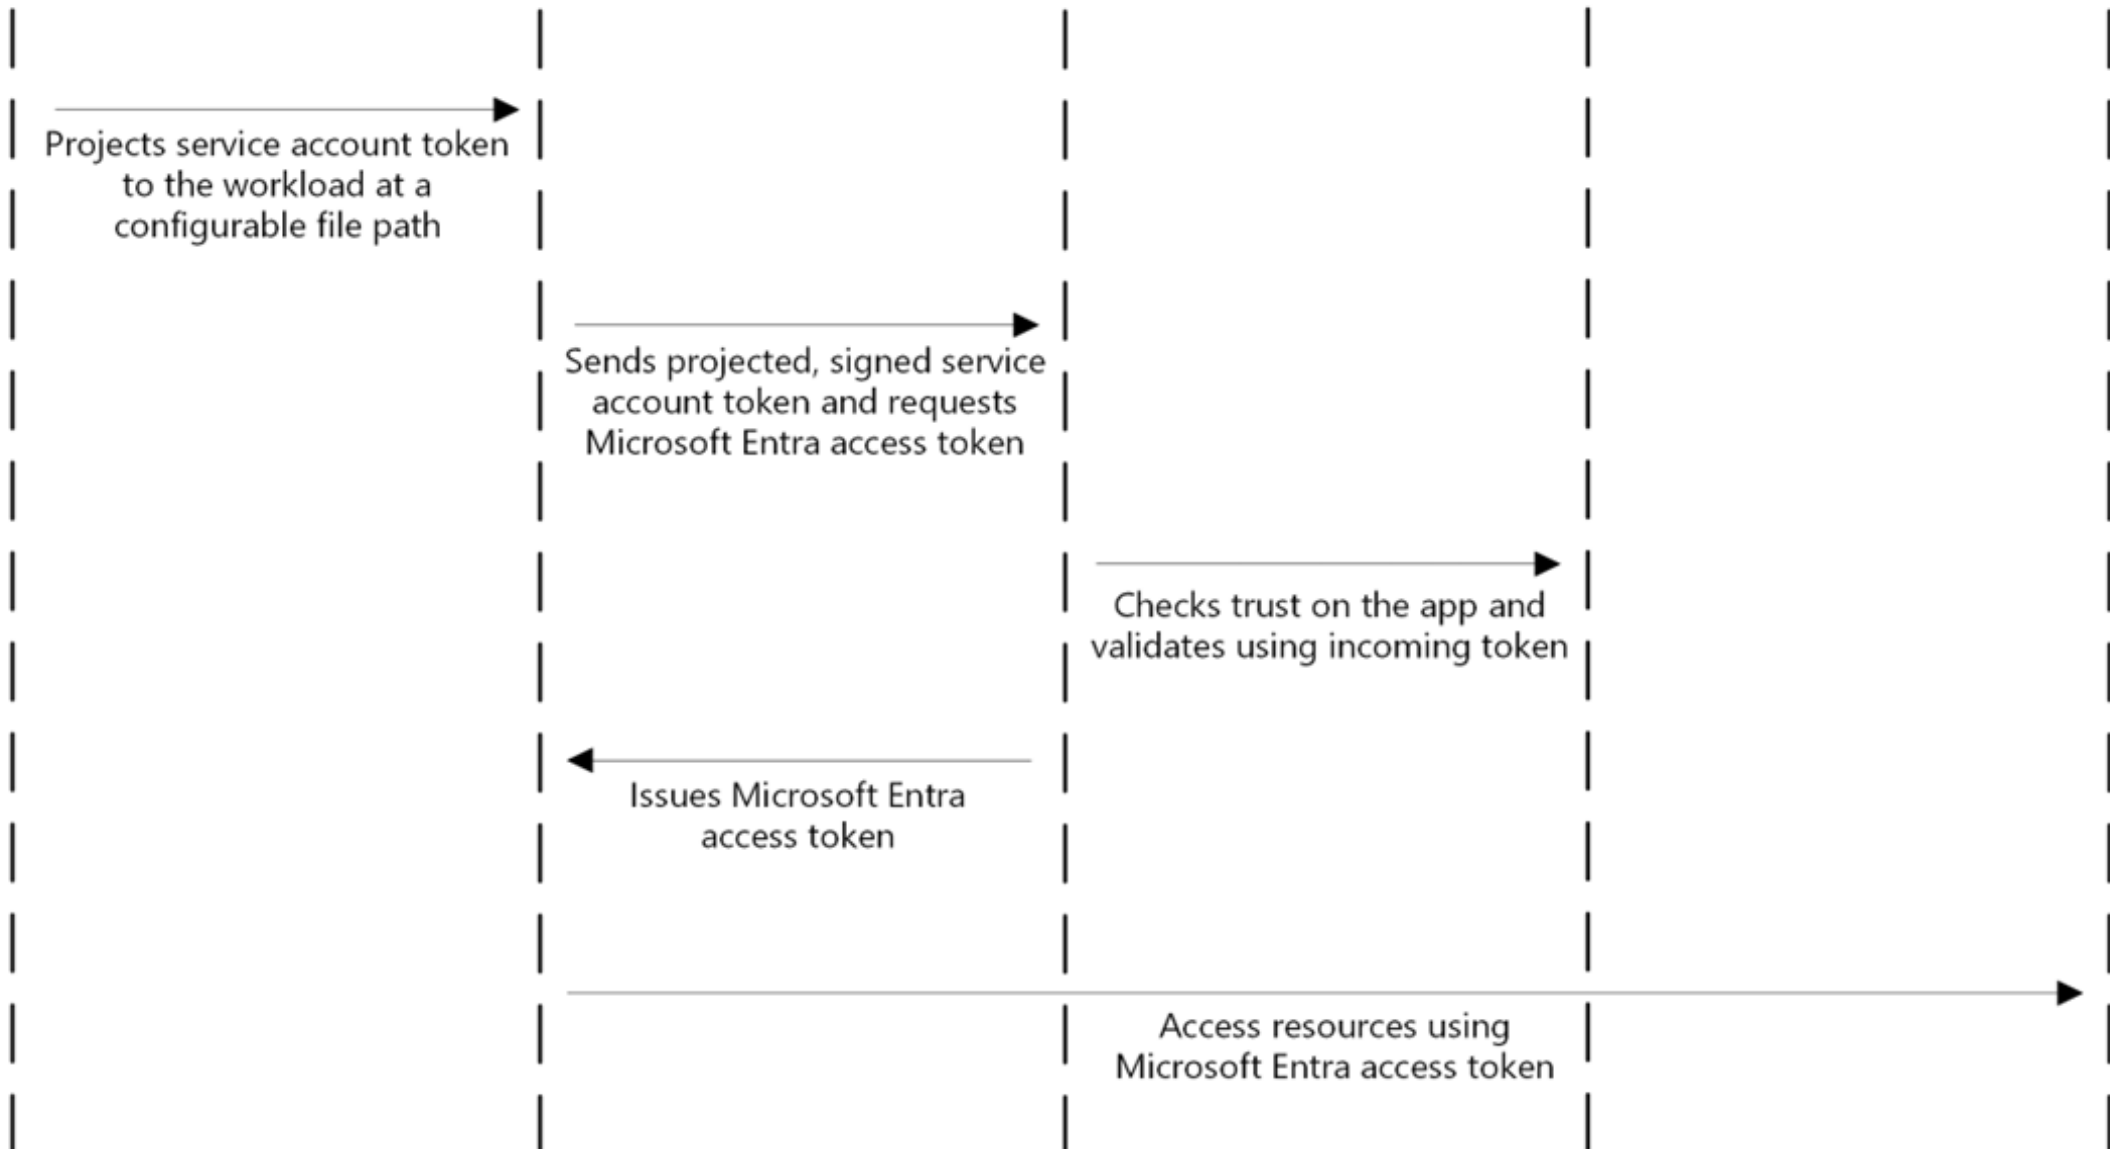 Projects service account token
to the workload at a
configurable file path
Sends projected, signed service
account token and requests
Microsoft Entra access token
Checks trust on the app and
validates using incoming token
Issues Microsoft Entra
access token
Access resources using
Microsoft Entra access token